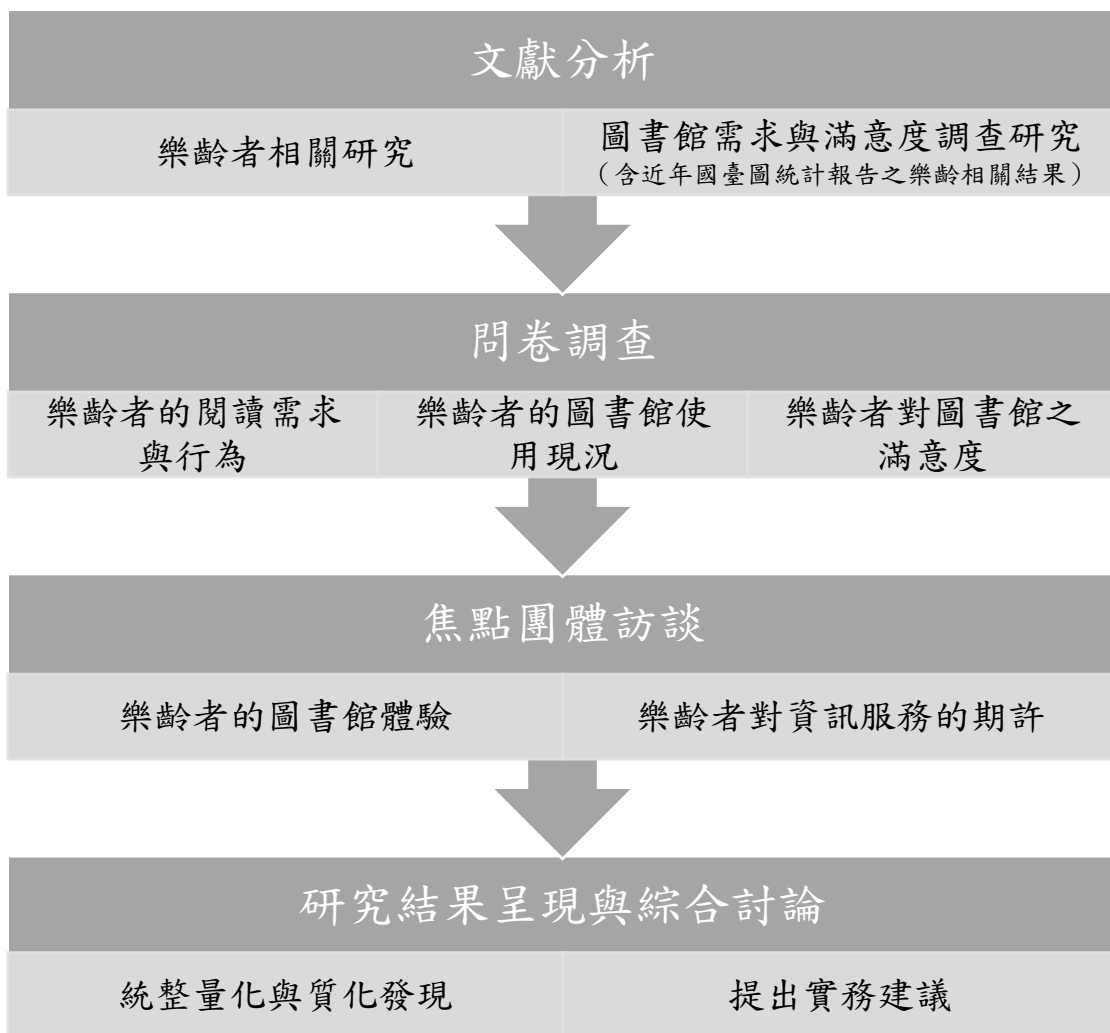 文獻分析
樂齡者相關研究
圖書館需求與滿意度調查研究
（含近年國臺圖統計報告之樂齡相關結果）
問卷調查
樂齡者的閱讀需求
與行為
樂齡者的圖書館使
用現況
樂齡者對圖書館之
滿意度
焦點團體訪談
樂齡者的圖書館體驗
樂齡者對資訊服務的期許
研究結果呈現與綜合討論
統整量化與質化發現
提出實務建議